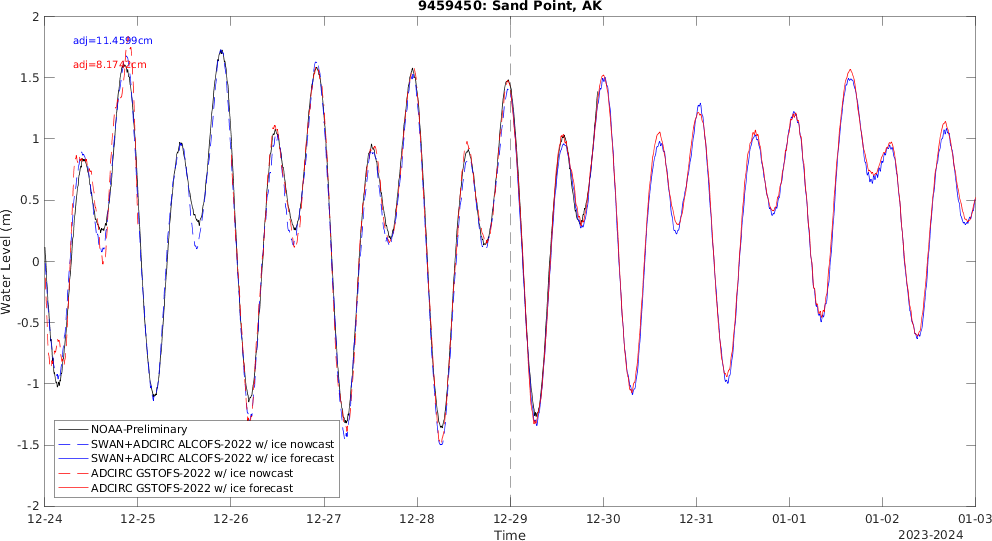 9459450: Sand Point, AK
adj=11.4599cm
adj=8.1742cm
Water Level (m)
2
1.5
1
0.5
0
-0.5
-1
-1.5
-2
NOAA-Preliminary
SWAN+ADCIRC ALCOFS-2022 w/ ice nowcast
SWAN+ADCIRC ALCOFS-2022 w/ ice forecast
ADCIRC GSTOFS-2022 w/ ice nowcast
ADCIRC GSTOFS-2022 w/ ice forecast
12-24 12-25 12-26 12-27 12-28 12-29 12-30 12-31 01-01 01-02 01-03
Time
2023-2024